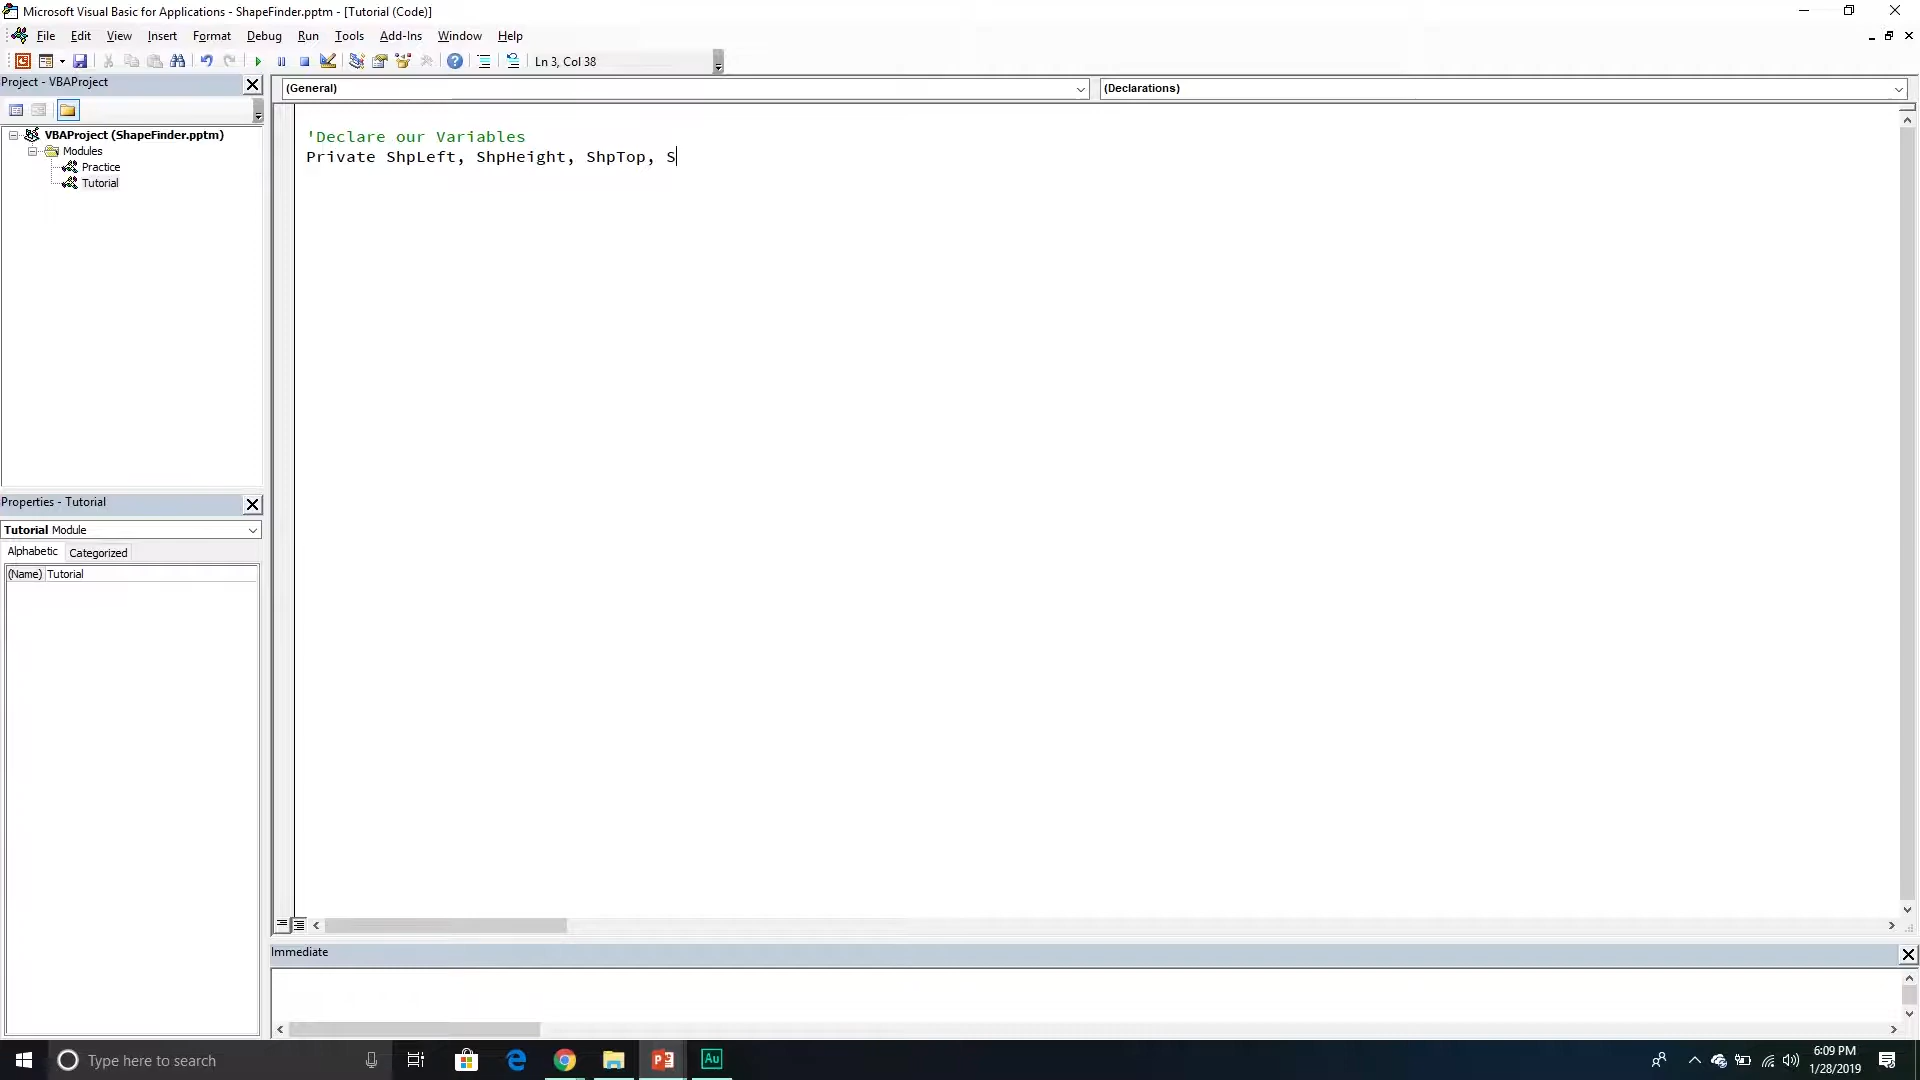 Microsoft Visual Basic for Applications - ShapeFinder.pptm - [Tutorial (Code)]
File Edit View Insert Format Debug Run Tools Add-Ins Window Help
Ln 3, Col 38
Project - VBAProject
(General)
(Declarations)
VBAProject (ShapeFinder.pptm)
Modules
Practice
Tutorial
'Declare our Variables
Private ShpLeft, ShpHeight, ShpTop, S
Properties - Tutorial
Tutorial Module
Alphabetic Categorized
(Name) Tutorial
Immediate
Type here to search
Au
6:09 PM
1/28/2019